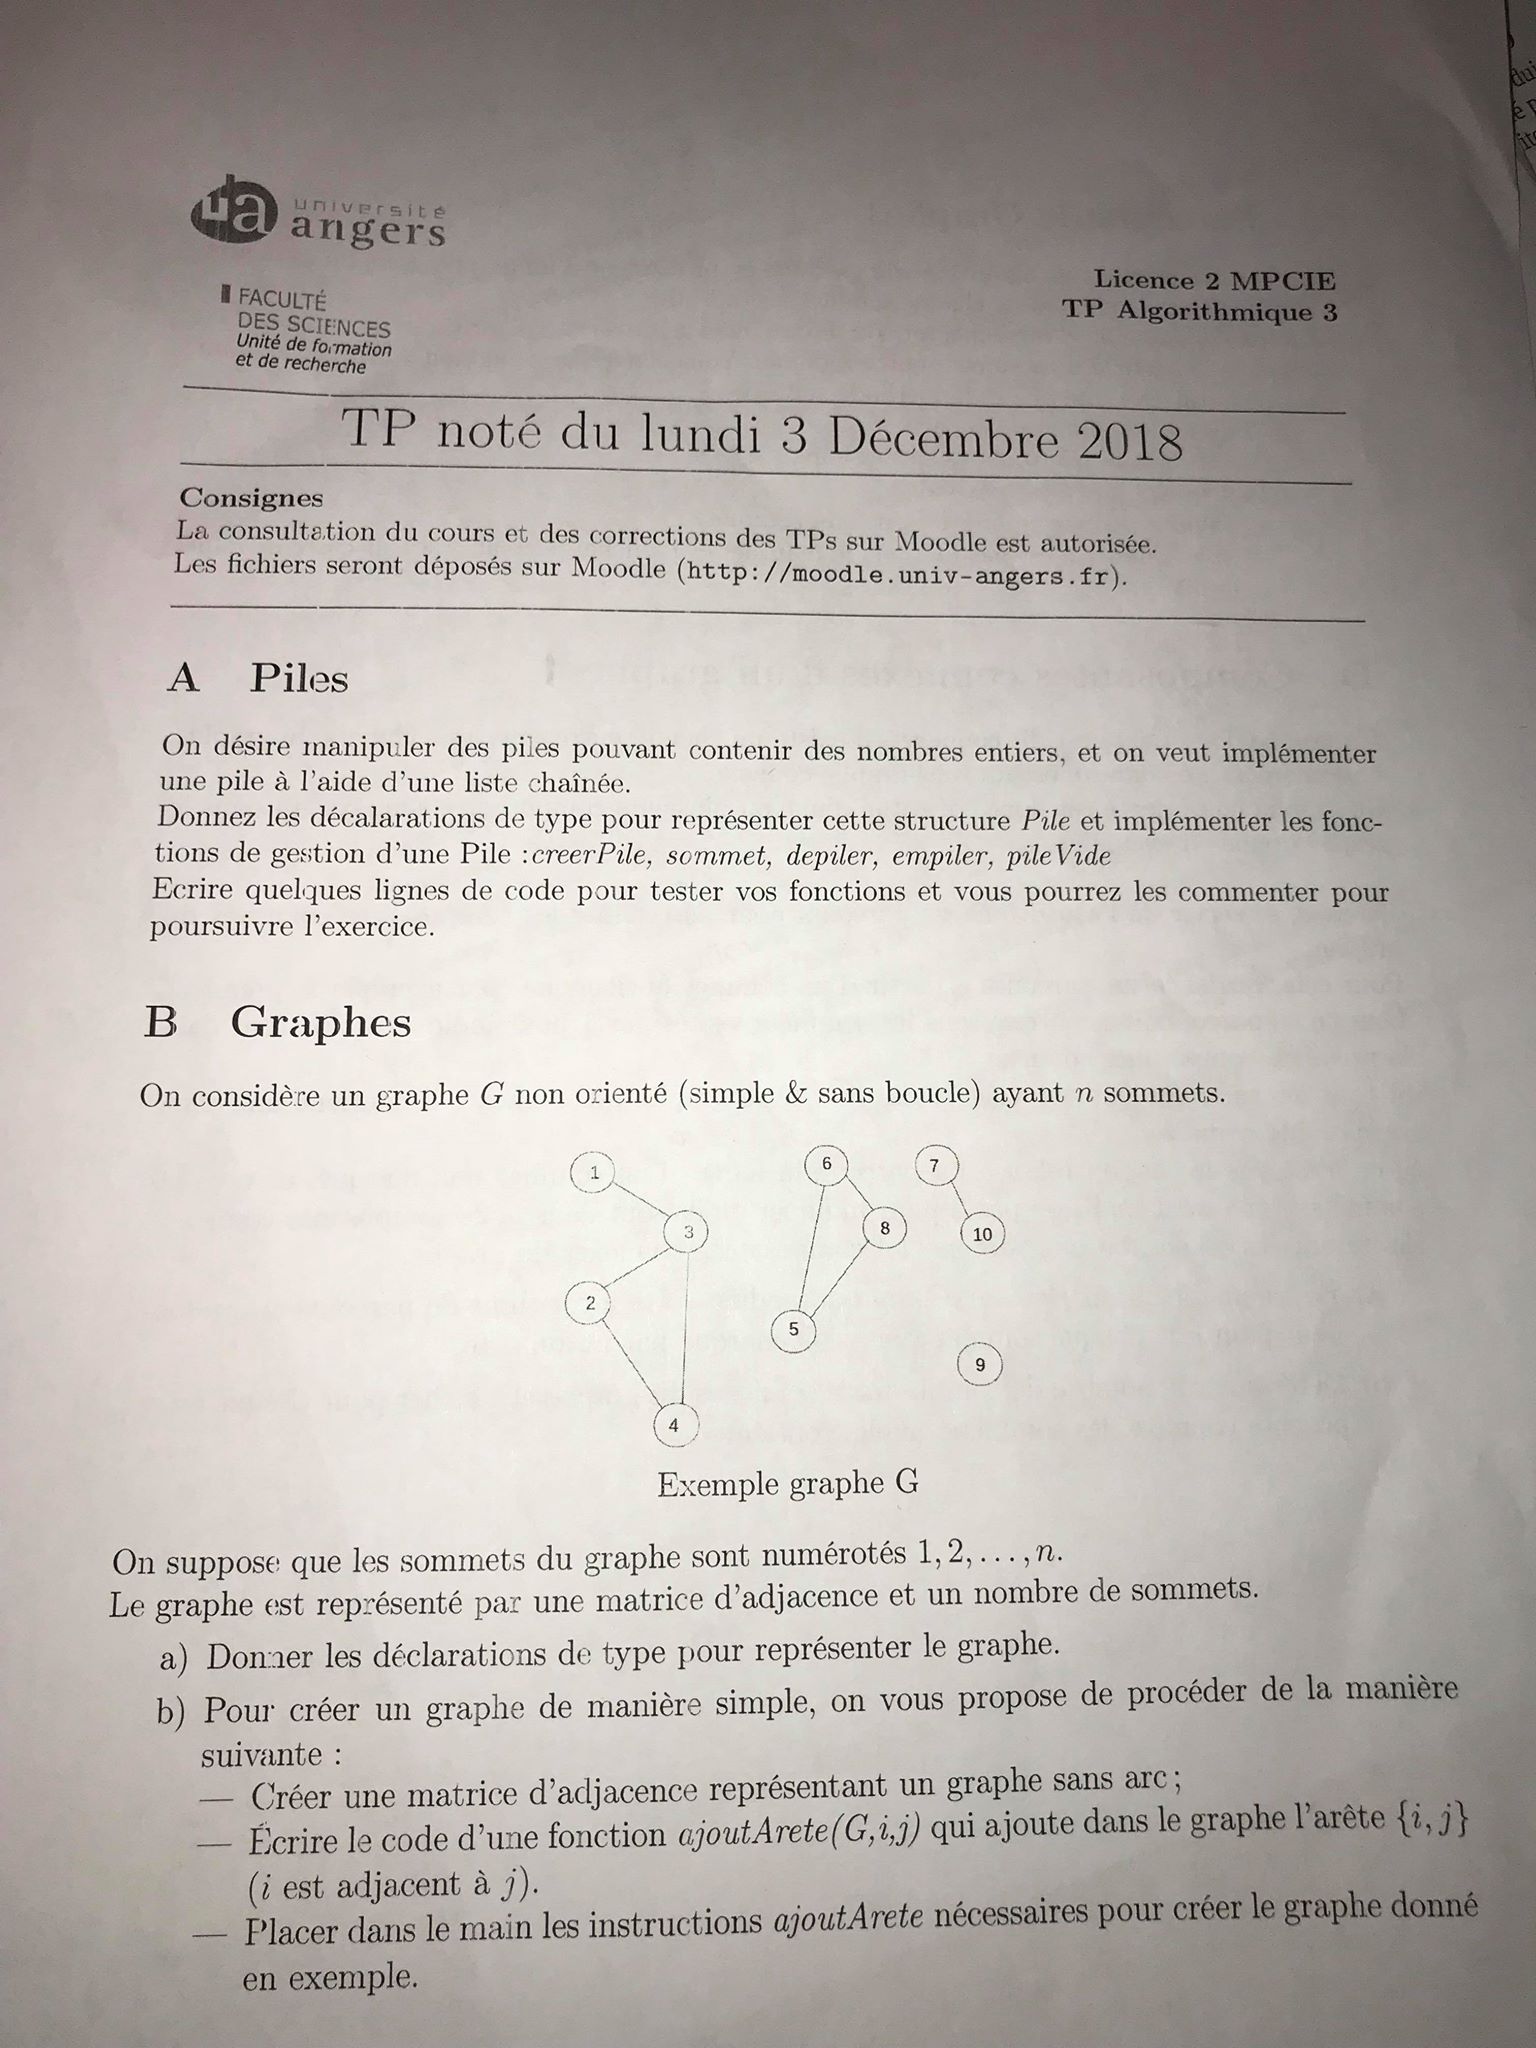 université
angers
FACULTÉ
DES SCIENCES
Unité de formation
et de recherche
Licence 2 MPCIE
TP Algorithmique 3
TP noté du lundi 3 Décembre 2018
Consignes
La consultation du cours et des corrections des TPs sur Moodle est autorisée.
Les fichiers seront déposés sur Moodle (http://moodle.univ-angers.fr).
A Piles
On désire manipuler des piles pouvant contenir des nombres entiers, et on veut implémenter
une pile à l'aide d'une liste chaînée.
Donnez les décalarations de type pour représenter cette structure Pile et implémenter les fonc-
tions de gestion d'une Pile :creerPile, sommet, depiler, empiler, pileVide
Ecrire quelques lignes de code pour tester vos fonctions et vous pourrez les commenter pour
poursuivre l'exercice.
B Graphes
On considère un graphe G non orienté (simple & sans boucle) ayant n sommets.
1
6
7
3
8
10
2
5
9
4
Exemple graphe G
On suppose que les sommets du graphe sont numérotés 1, 2, . . . , n.
Le graphe est représenté par une matrice d'adjacence et un nombre de sommets.
a) Donner les déclarations de type pour représenter le graphe.
b) Pour créer un graphe de manière simple, on vous propose de procéder de la manière
suivante :
— Créer une matrice d'adjacence représentant un graphe sans arc ;
— Écrire le code d'une fonction ajoutArete(G,i,j) qui ajoute dans le graphe l'arête {i, j}
(i est adjacent à j).
— Placer dans le main les instructions ajoutArete nécessaires pour créer le graphe donné
en exemple.